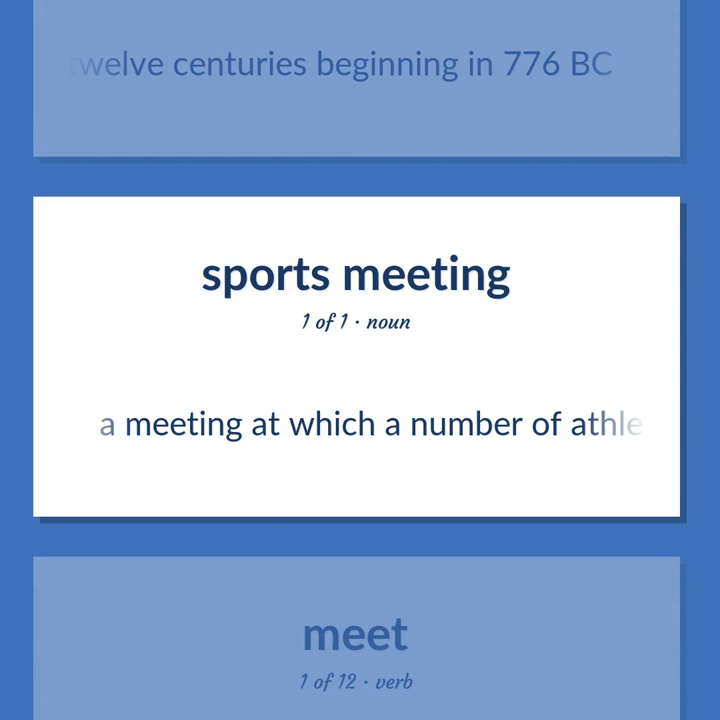 twelve centuries beginning in 776 BC
sports meeting
1 of 1 · noun
a meeting at which a number of athle
meet
1 of 12 · verb